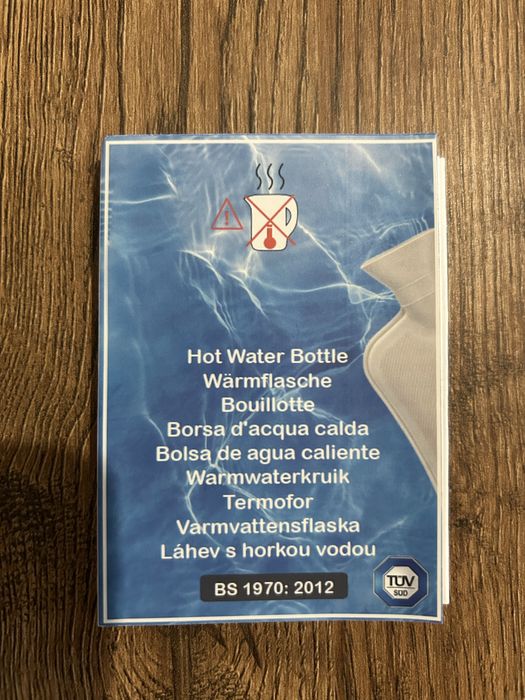 Hot Water Bottle
Wärmflasche
Bouillotte
Borsa d'acqua calda
Bolsa de agua caliente
Warmwaterkruik
Termofor
Varmvattensflaska
Láhev s horkou vodou
BS 1970: 2012
TÜV
SÜD